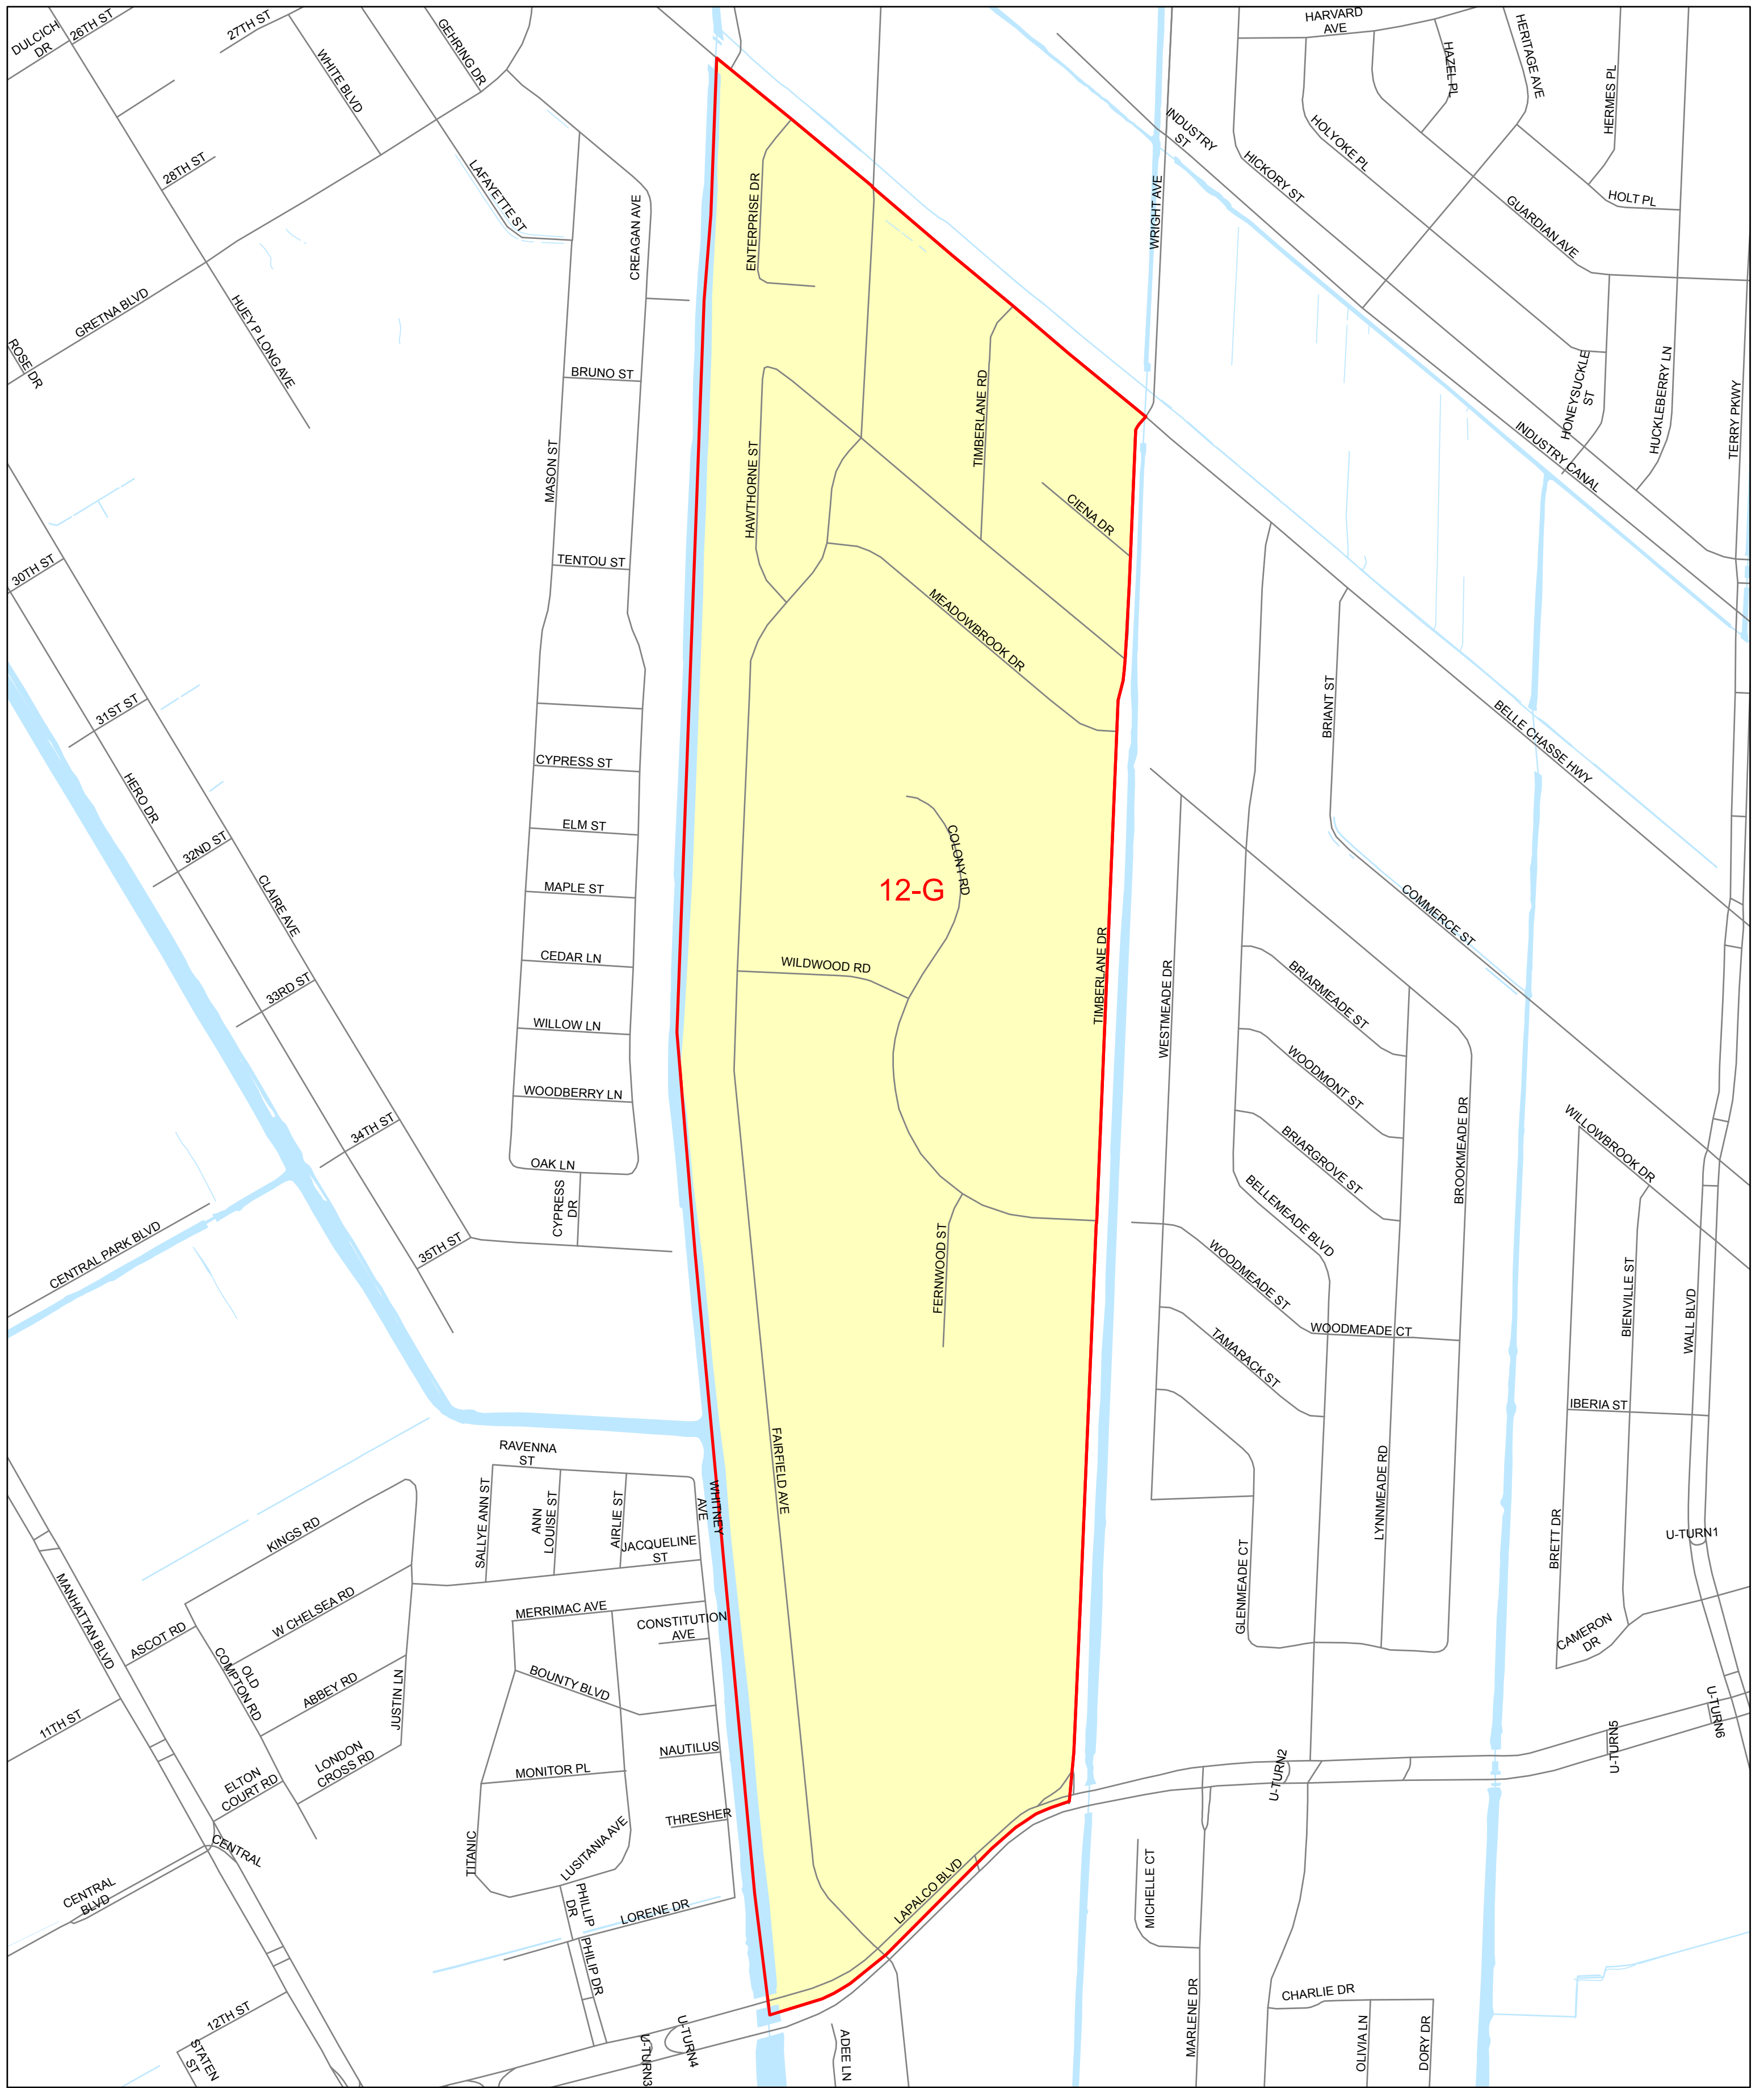 DULCICH
DR
26TH ST
27TH ST
WHITE BLVD
GEHRING DR
28TH ST
LAFAYETTE ST
CREAGAN AVE
ENTERPRISE DR
INDUSTRY
ST
WRIGHT AVE
HARVARD
AVE
HAZEL PL
HERITAGE AVE
HERMES PL
HOLYOKE PL
HICKORY ST
HOLT PL
GUARDIAN AVE
GRETNA BLVD
HUEY P LONG AVE
ROSE DR
BRUNO ST
MASON ST
HAWTHORNE ST
TIMBERLANE RD
CIENA DR
HONEYSUCKLE
ST
HUCKLEBERRY LN
TERRY PKWY
INDUSTRY CANAL
30TH ST
TENTOU ST
MEADOWBROOK DR
31ST ST
BRIANT ST
BELLE CHASSE HWY
HERO DR
CYPRESS ST
ELM ST
32ND ST
MAPLE ST
CLAIRE AVE
COLONY RD
12-G
COMMERCE ST
CEDAR LN
WILDWOOD RD
TIMBERLANE DR
WESTMEADE DR
BRIARMEADE ST
33RD ST
WILLOW LN
WOODMONT ST
WOODBERRY LN
34TH ST
BRIARGROVE ST
BROOKMEADE DR
WILLOWBROOK DR
OAK LN
CYPRESS
DR
BELLEMEADE BLVD
CENTRAL PARK BLVD
35TH ST
FERNWOOD ST
WOODMEADE ST
WOODMEADE CT
BIENVILLE ST
WALL BLVD
TAMARACK ST
IBERIA ST
RAVENNA
ST
FAIRFIELD AVE
WHITNEY
AVE
SALLYE ANN ST
ANN
LOUISE ST
AIRLIE ST
JACQUELINE
ST
LYNNMEADE RD
BRETT DR
U-TURN1
KINGS RD
GLENMEADE CT
MANHATTAN BLVD
W CHELSEA RD
MERRIMAC AVE
CONSTITUTION
AVE
CAMERON
DR
ASCOT RD
OLD
COMPTON RD
ABBEY RD
JUSTIN LN
BOUNTY BLVD
11TH ST
LONDON
CROSS RD
NAUTILUS
U-TURN6
U-TURN5
MONITOR PL
U-TURN2
ELTON
COURT RD
THRESHER
CENTRAL
TITANIC
LUSITANIA AVE
LAPALCO BLVD
CENTRAL
BLVD
PHILLIP
DR
LORENE DR
MICHELLE CT
PHILIP DR
12TH ST
STATEN
ST
U-TURN3
U-TURN4
ADEE LN
MARLENE DR
CHARLIE DR
OLIVIA LN
DORY DR